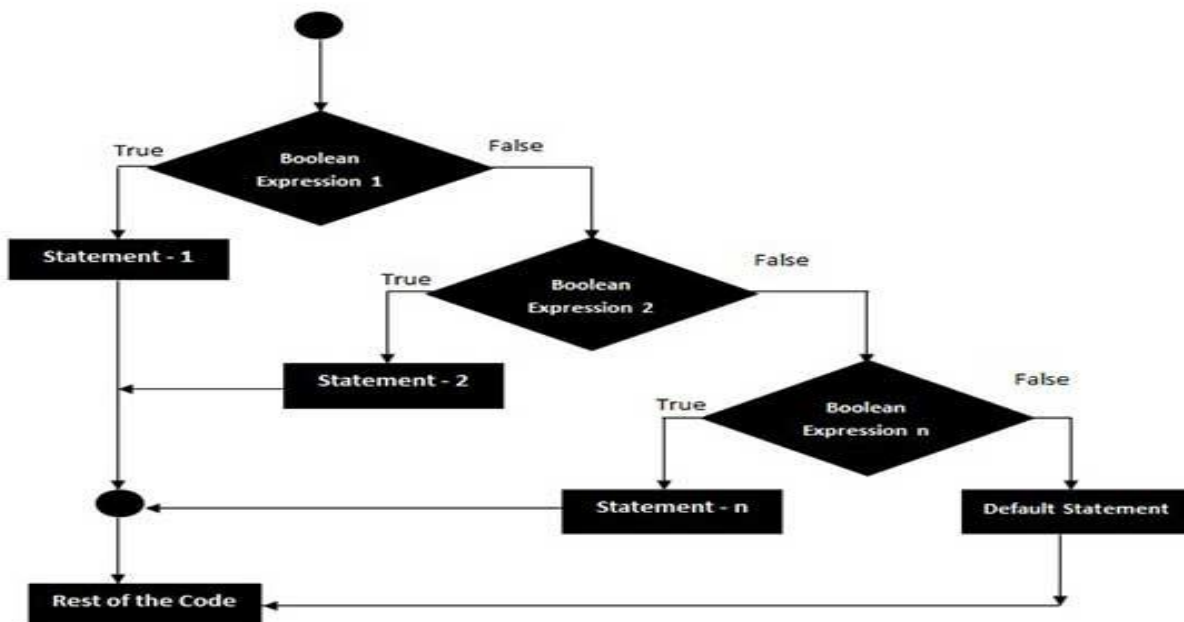 True
False
Boolean
Expression 1
Statement - 1
True
False
Boolean
Expression 2
Statement - 2
True
False
Boolean
Expression n
Statement - n
Default Statement
Rest of the Code